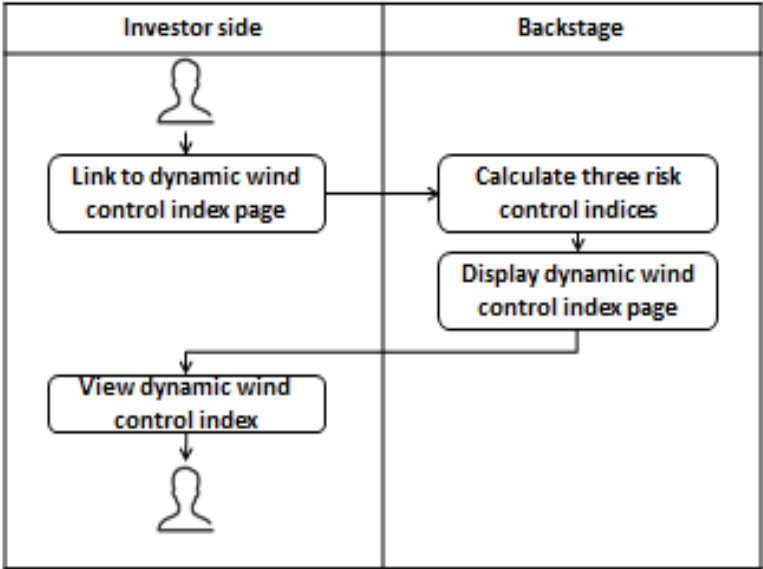 Investor side
Backstage
Link to dynamic wind
control index page
Calculate three risk
control indices
Display dynamic wind
control index page
View dynamic wind
control index